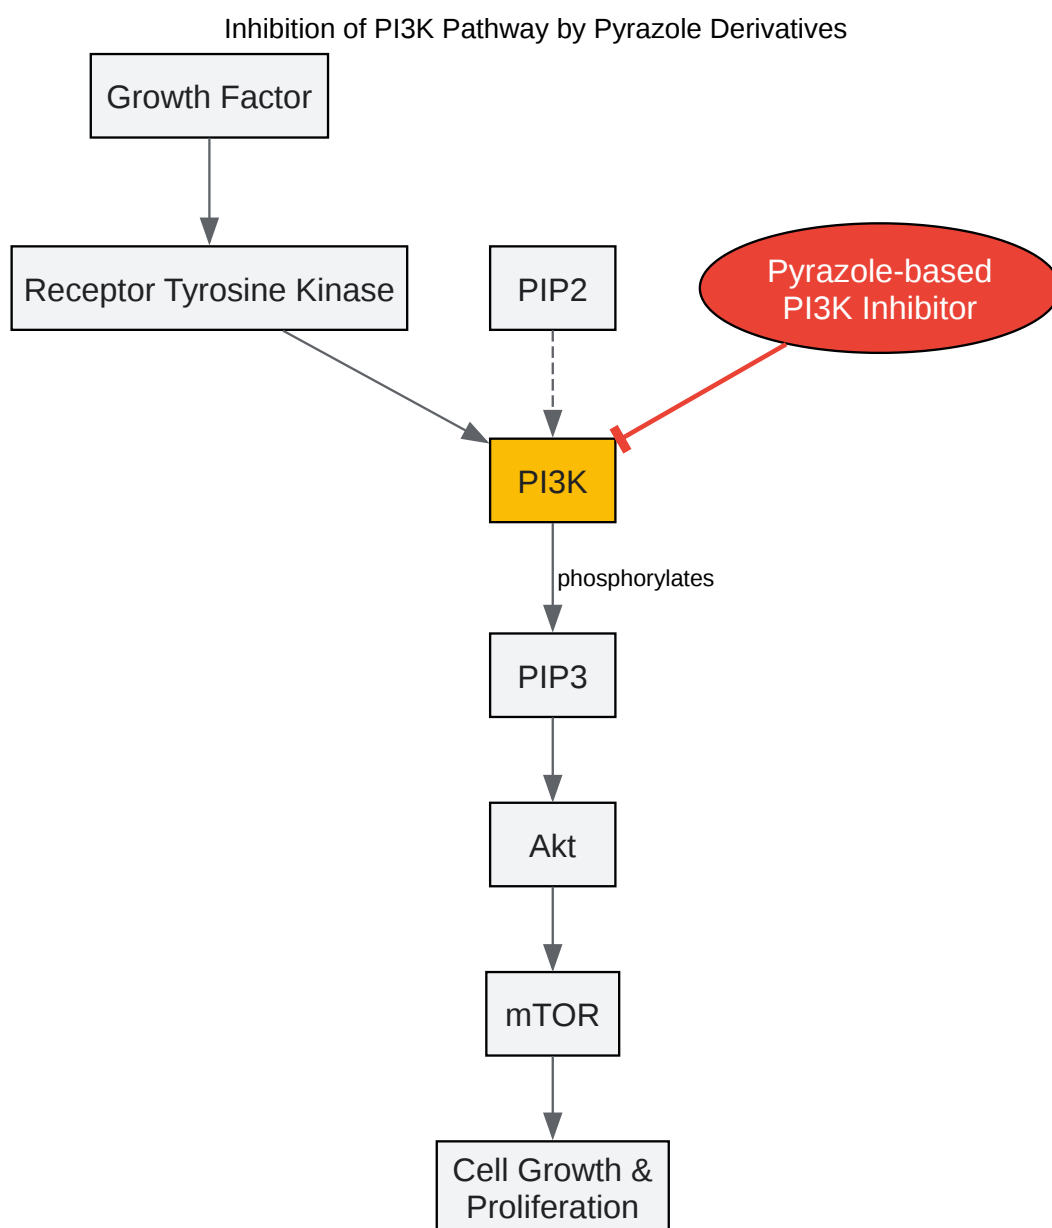 Inhibition of PI3K Pathway by Pyrazole Derivatives
Growth Factor
Receptor Tyrosine Kinase
PIP2
Pyrazole-based
PI3K Inhibitor
PI3K
phosphorylates
PIP3
Akt
mTOR
Cell Growth &
Proliferation